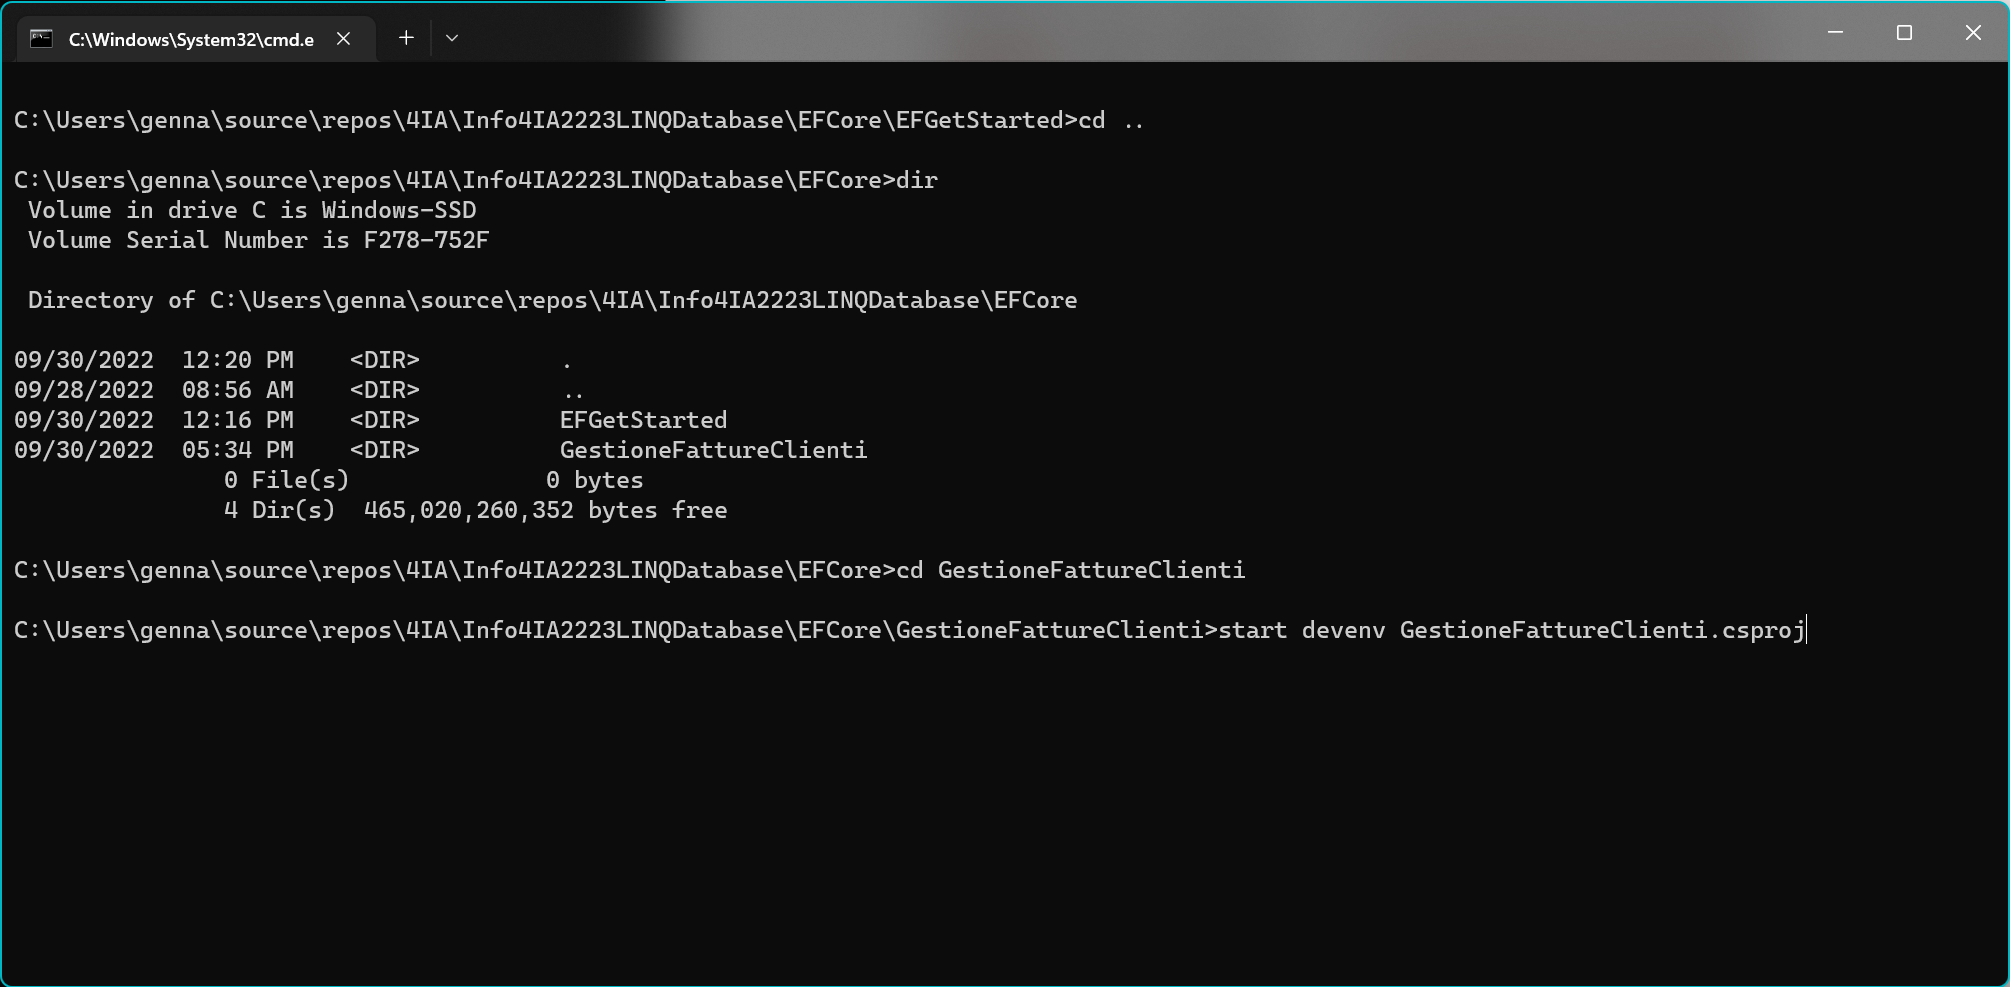 C:\Windows\System32\cmd.e
C:\Users\genna\source\repos\4IA\Info4IA2223LINQDatabase\EFCore\EFGetStarted>cd ..
C:\Users\genna\source\repos\4IA\Info4IA2223LINQDatabase\EFCore>dir
 Volume in drive C is Windows-SSD
 Volume Serial Number is F278-752F
 Directory of C:\Users\genna\source\repos\4IA\Info4IA2223LINQDatabase\EFCore
09/30/2022  12:20 PM    <DIR>          .
09/28/2022  08:56 AM    <DIR>          ..
09/30/2022  12:16 PM    <DIR>          EFGetStarted
09/30/2022  05:34 PM    <DIR>          GestioneFattureClienti
               0 File(s)              0 bytes
               4 Dir(s)  465,020,260,352 bytes free
C:\Users\genna\source\repos\4IA\Info4IA2223LINQDatabase\EFCore>cd GestioneFattureClienti
C:\Users\genna\source\repos\4IA\Info4IA2223LINQDatabase\EFCore\GestioneFattureClienti>start devenv GestioneFattureClienti.csproj